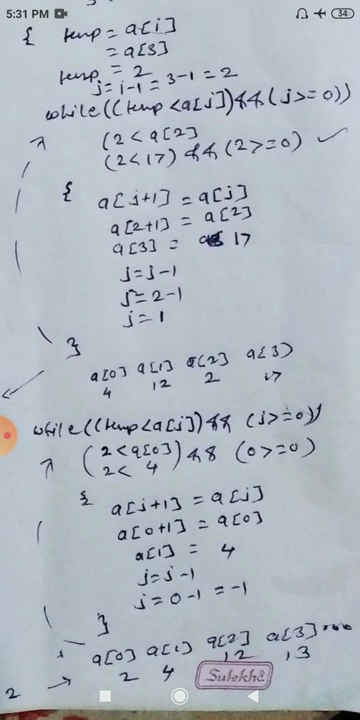 5:31 PM
34
{ temp = a[i]
= a[3]
temp = 2
j=i-1 = 3-1 = 2
while((temp<a[j])&&(j>=0))
(2<a[2]
(2<17) && (2>=0)
{ a[j+1] = a[j]
a[2+1] = a[2]
a[3] = 17
j=j-1
j=2-1
j=1
}
a[0] a[1] a[2] a[3]
4 12 2 17
while((temp<a[j])&& (j>=0))
(2<a[0]) && (0>=0)
2< 4
{ a[j+1] = a[j]
a[0+1] = a[0]
a[1] = 4
j=j-1
j=0-1 = -1
}
a[0] a[1] a[2] a[3]
2 4 12 13
2
Sulekha